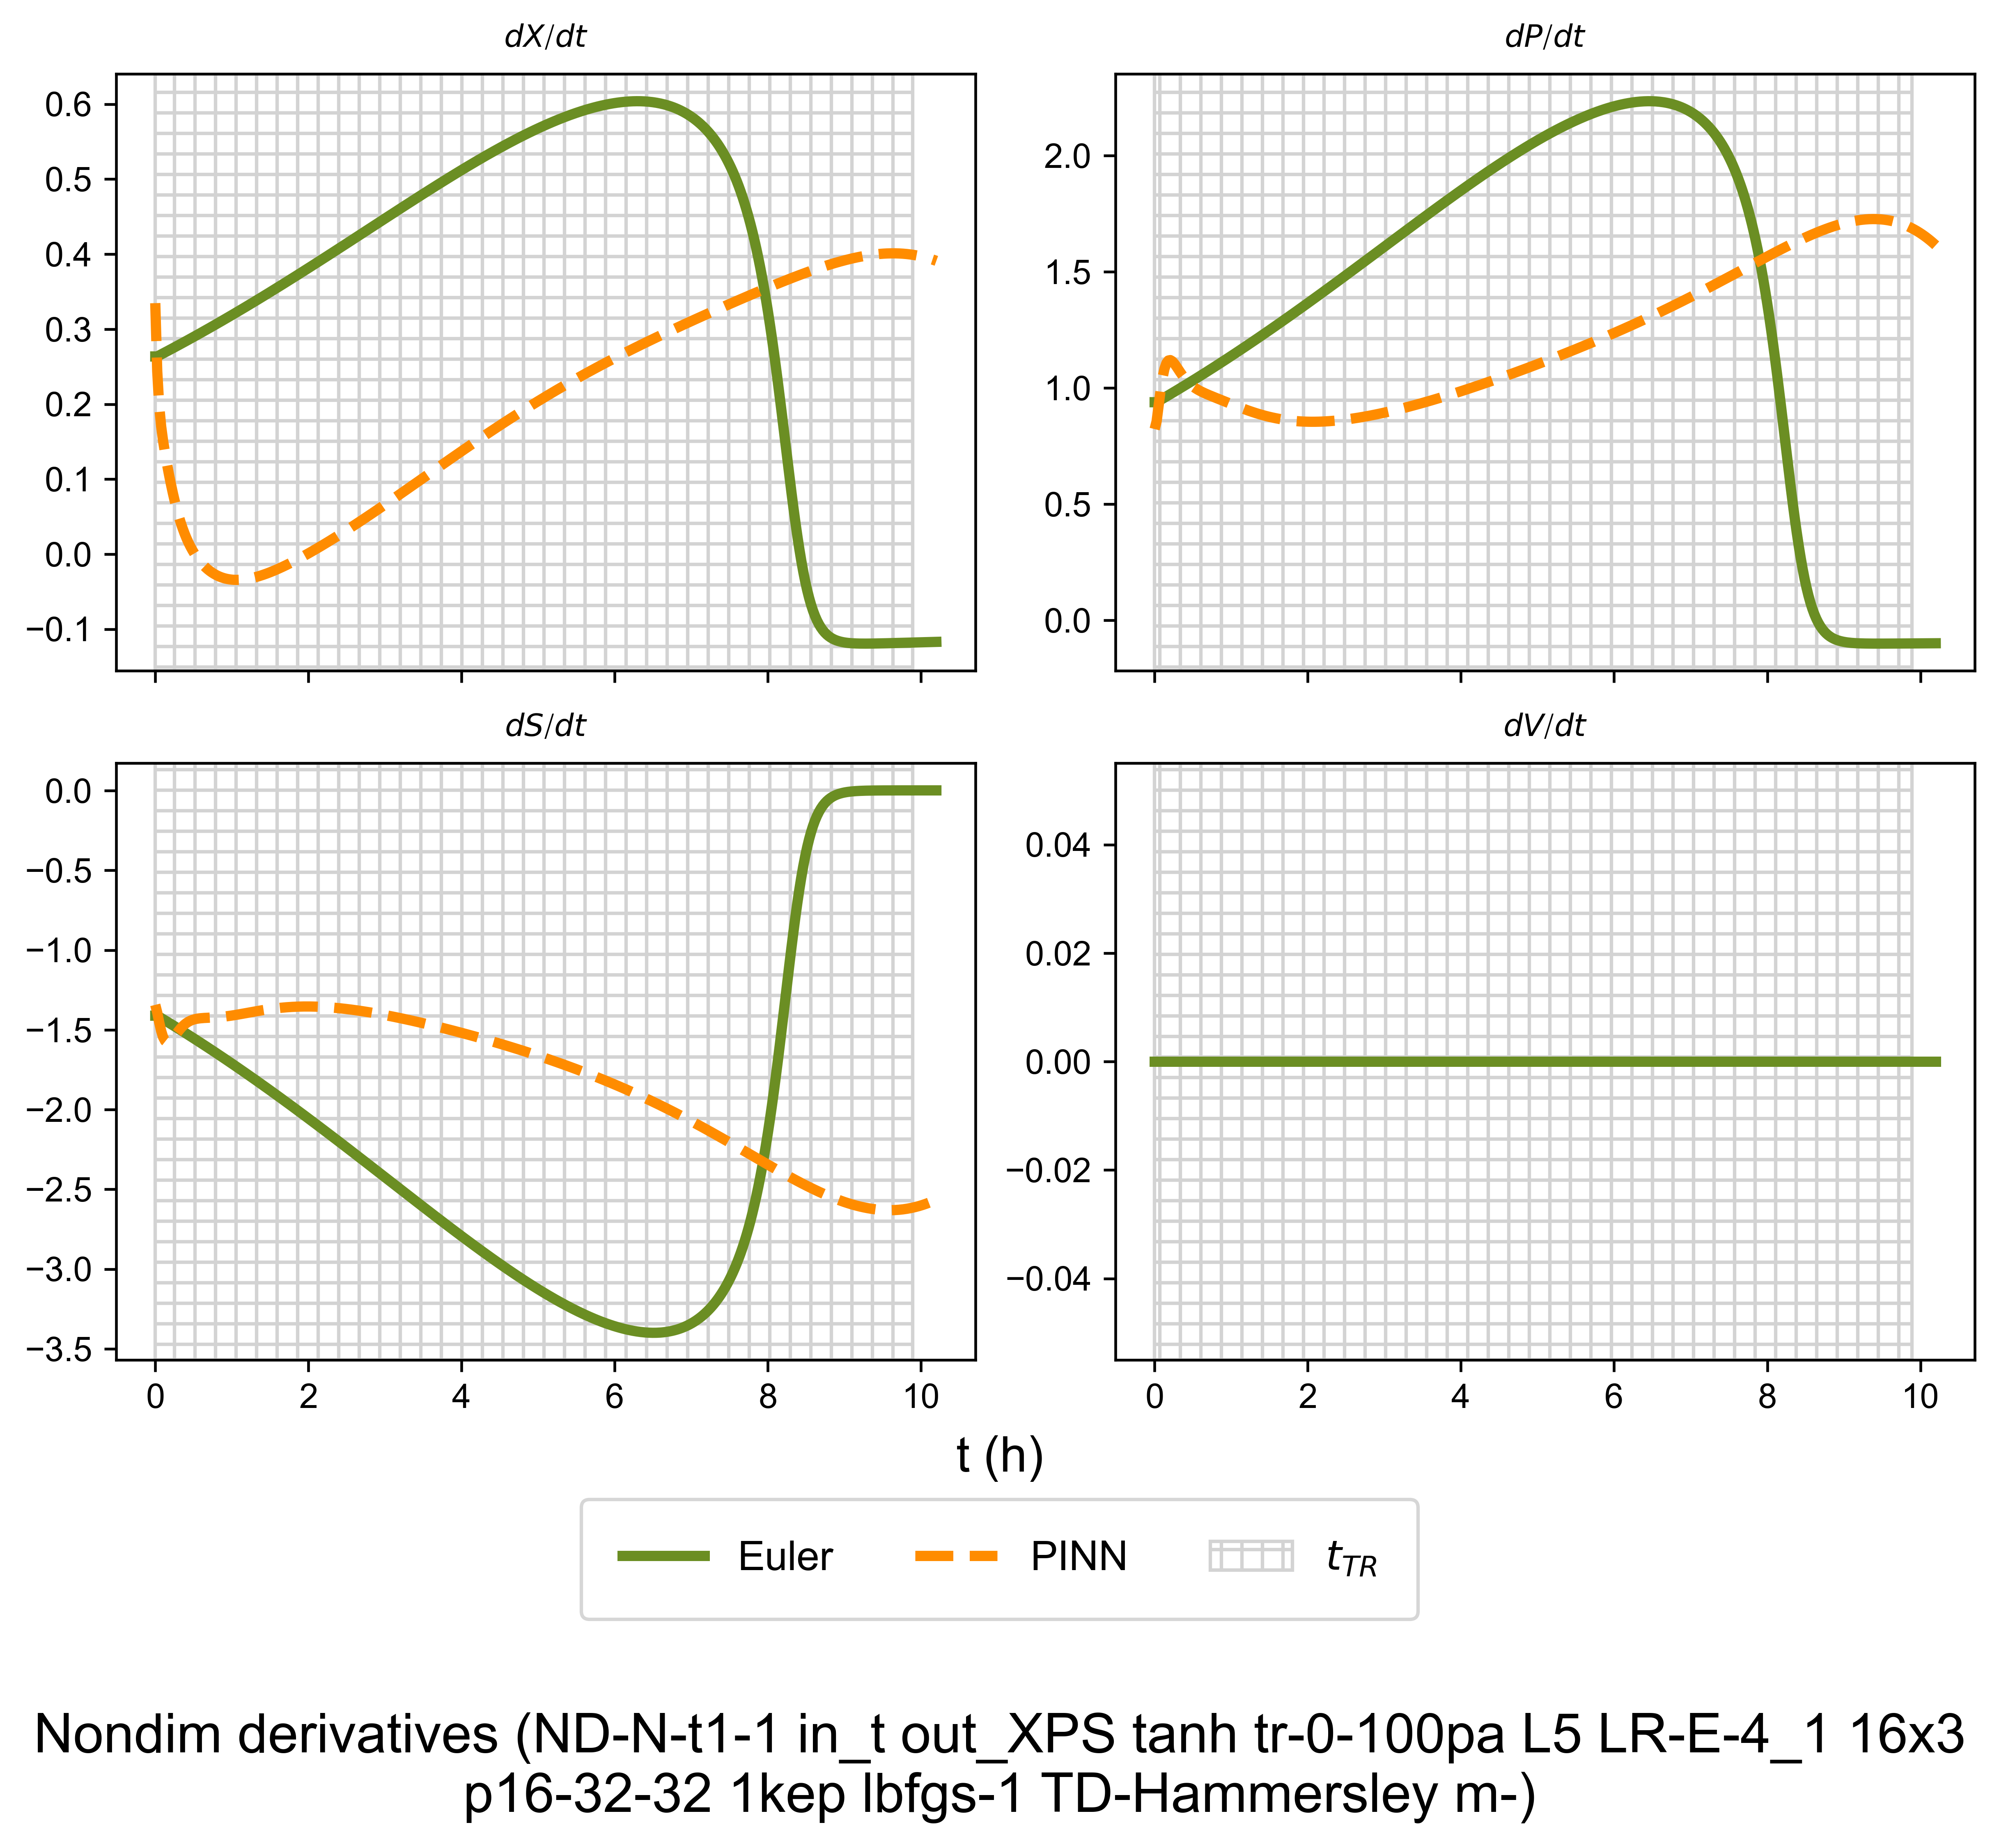 dX/dt
dP/dt
0.6
0.5
0.4
0.3
0.2
0.1
0.0
−0.1
2.0
1.5
1.0
0.5
0.0
dS/dt
dV/dt
0.0
−0.5
−1.0
−1.5
−2.0
−2.5
−3.0
−3.5
0.04
0.02
0.00
−0.02
−0.04
0 2 4 6 8 10
0 2 4 6 8 10
t (h)
Euler PINN t_TR
Nondim derivatives (ND-N-t1-1 in_t out_XPS tanh tr-0-100pa L5 LR-E-4_1 16x3
p16-32-32 1kep lbfgs-1 TD-Hammersley m-)